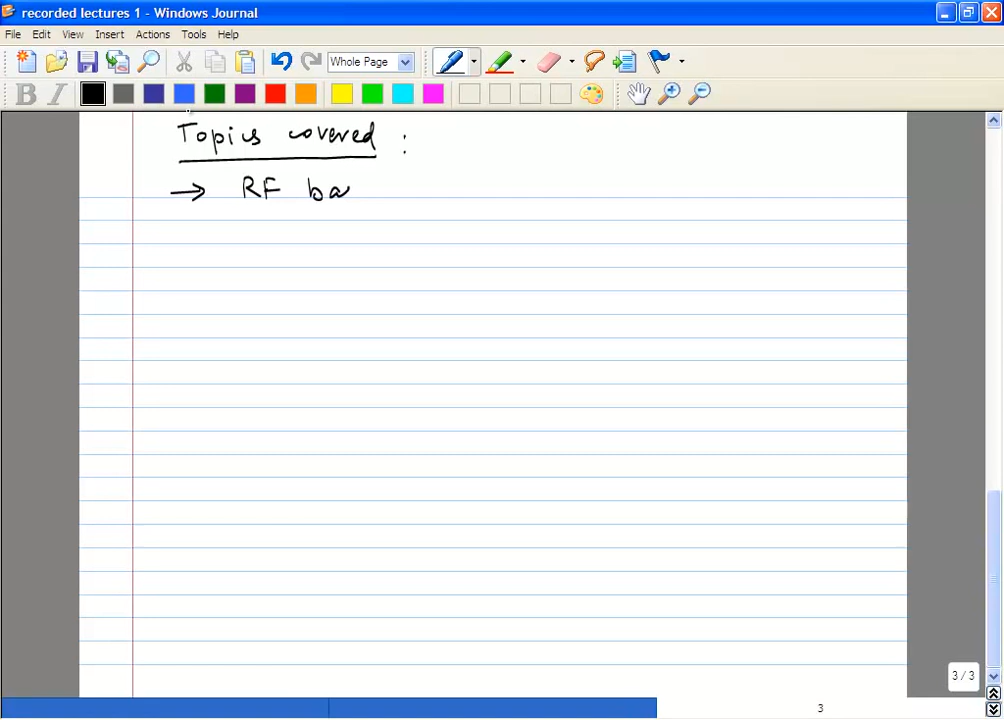 recorded lectures 1 - Windows Journal
File Edit View Insert Actions Tools Help
Whole Page
B I
Topics covered :
→ RF ba
3 / 3
3